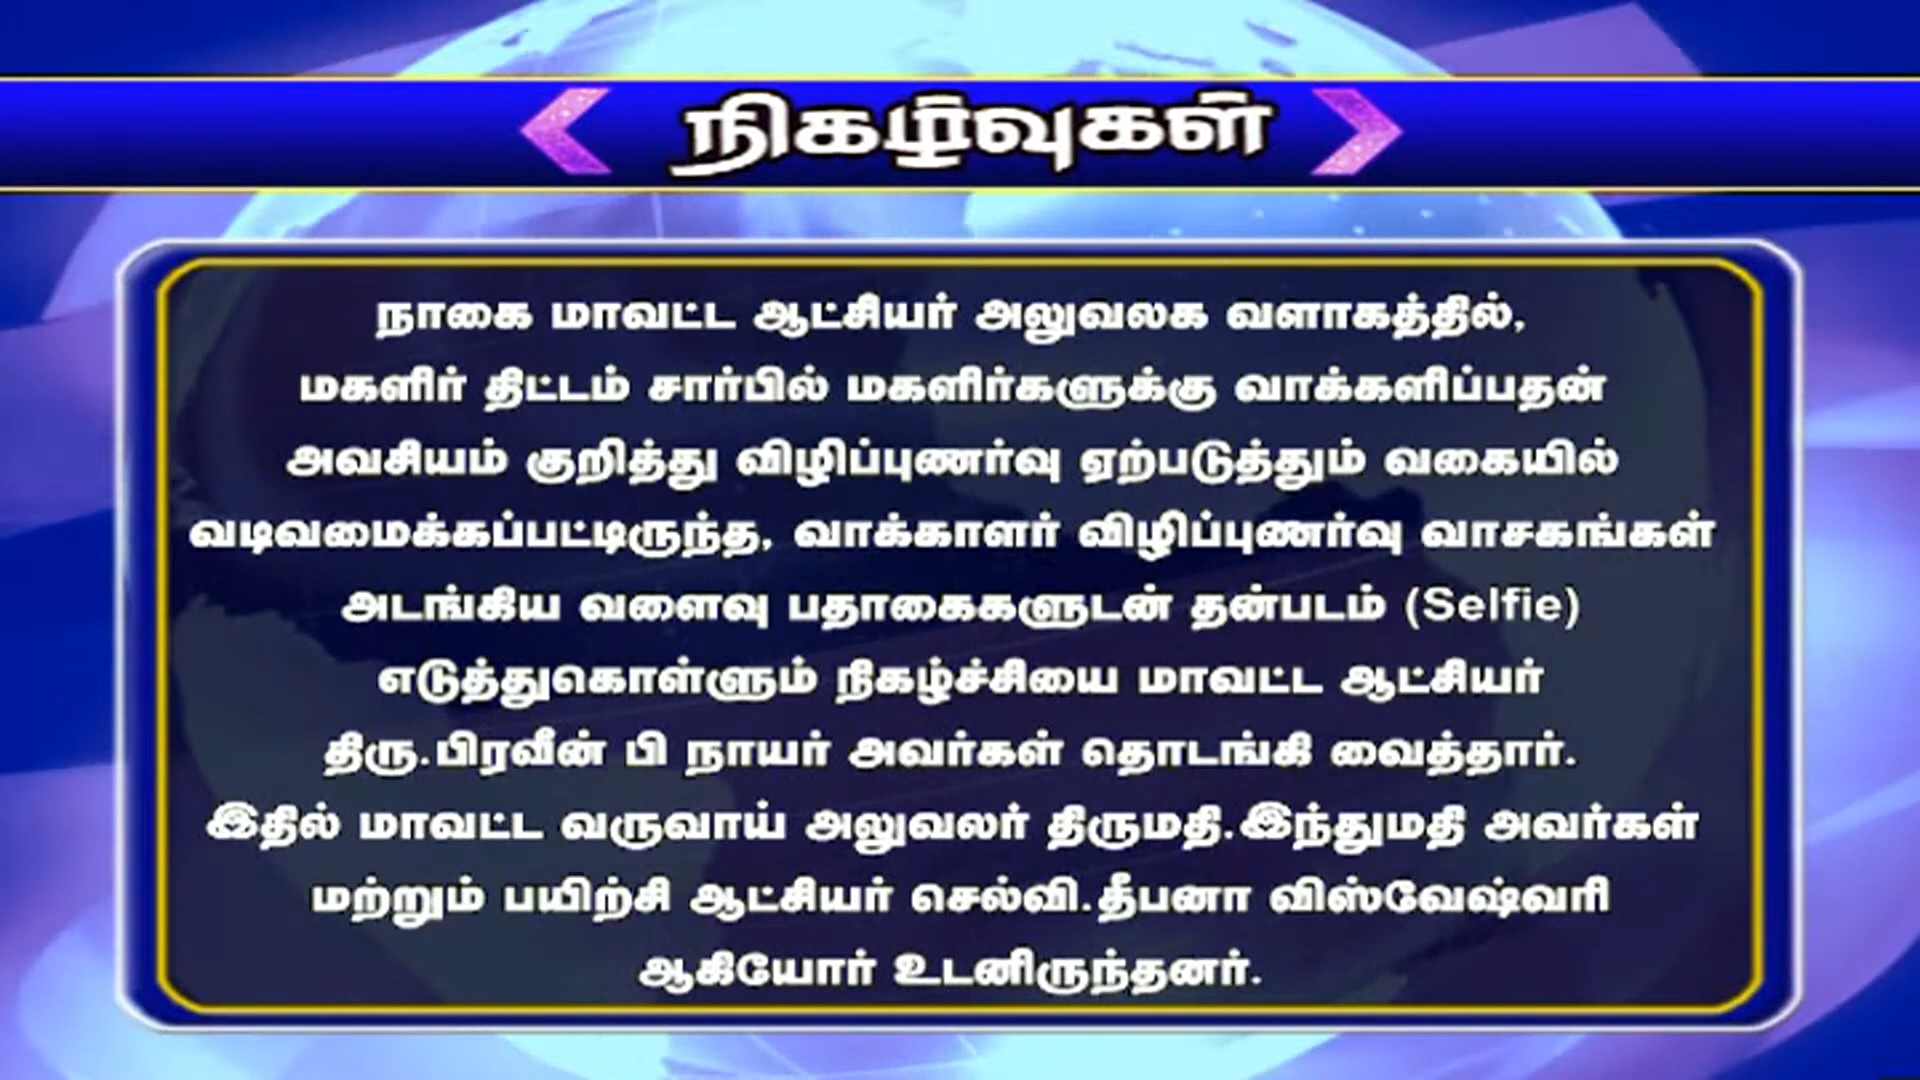 நிகழ்வுகள்
நாகை மாவட்ட ஆட்சியர் அலுவலக வளாகத்தில்,
மகளிர் திட்டம் சார்பில் மகளிர்களுக்கு வாக்களிப்பதன்
அவசியம் குறித்து விழிப்புணர்வு ஏற்படுத்தும் வகையில்
வடிவமைக்கப்பட்டிருந்த, வாக்காளர் விழிப்புணர்வு வாசகங்கள்
அடங்கிய வளைவு பதாகைகளுடன் தன்படம் (Selfie)
எடுத்துகொள்ளும் நிகழ்ச்சியை மாவட்ட ஆட்சியர்
திரு.பிரவீன் பி நாயர் அவர்கள் தொடங்கி வைத்தார்.
இதில் மாவட்ட வருவாய் அலுவலர் திருமதி.இந்துமதி அவர்கள்
மற்றும் பயிற்சி ஆட்சியர் செல்வி.தீபனா விஸ்வேஷ்வரி
ஆகியோர் உடனிருந்தனர்.